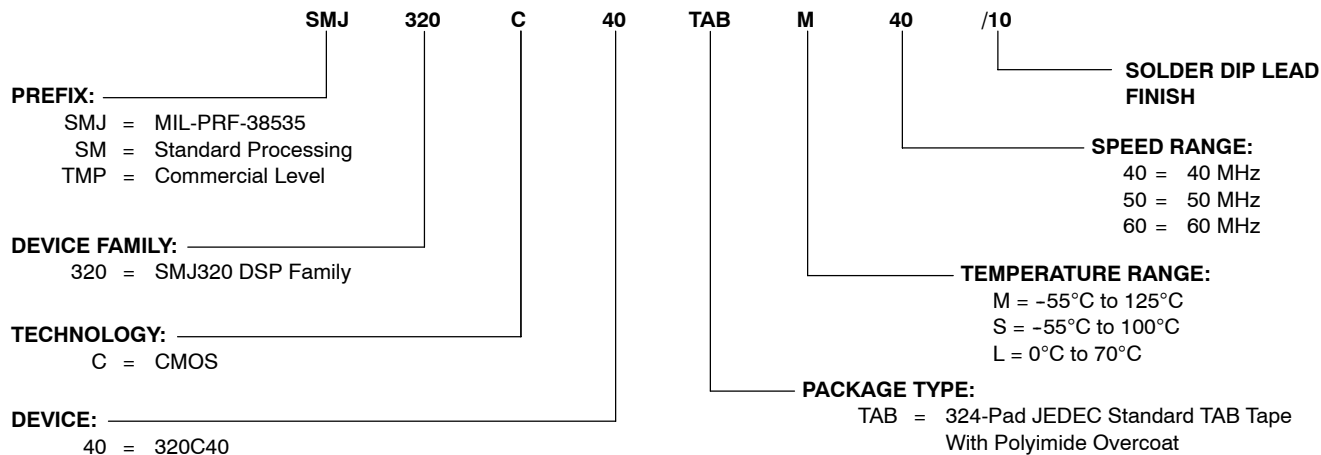 SMJ 320 C 40 TAB M 40 /10
SOLDER DIP LEAD
FINISH
PREFIX:
SMJ = MIL-PRF-38535
SM = Standard Processing
TMP = Commercial Level
SPEED RANGE:
40 = 40 MHz
50 = 50 MHz
60 = 60 MHz
DEVICE FAMILY:
320 = SMJ320 DSP Family
TEMPERATURE RANGE:
M = -55°C to 125°C
S = -55°C to 100°C
L = 0°C to 70°C
TECHNOLOGY:
C = CMOS
PACKAGE TYPE:
TAB = 324-Pad JEDEC Standard TAB Tape
With Polyimide Overcoat
DEVICE:
40 = 320C40